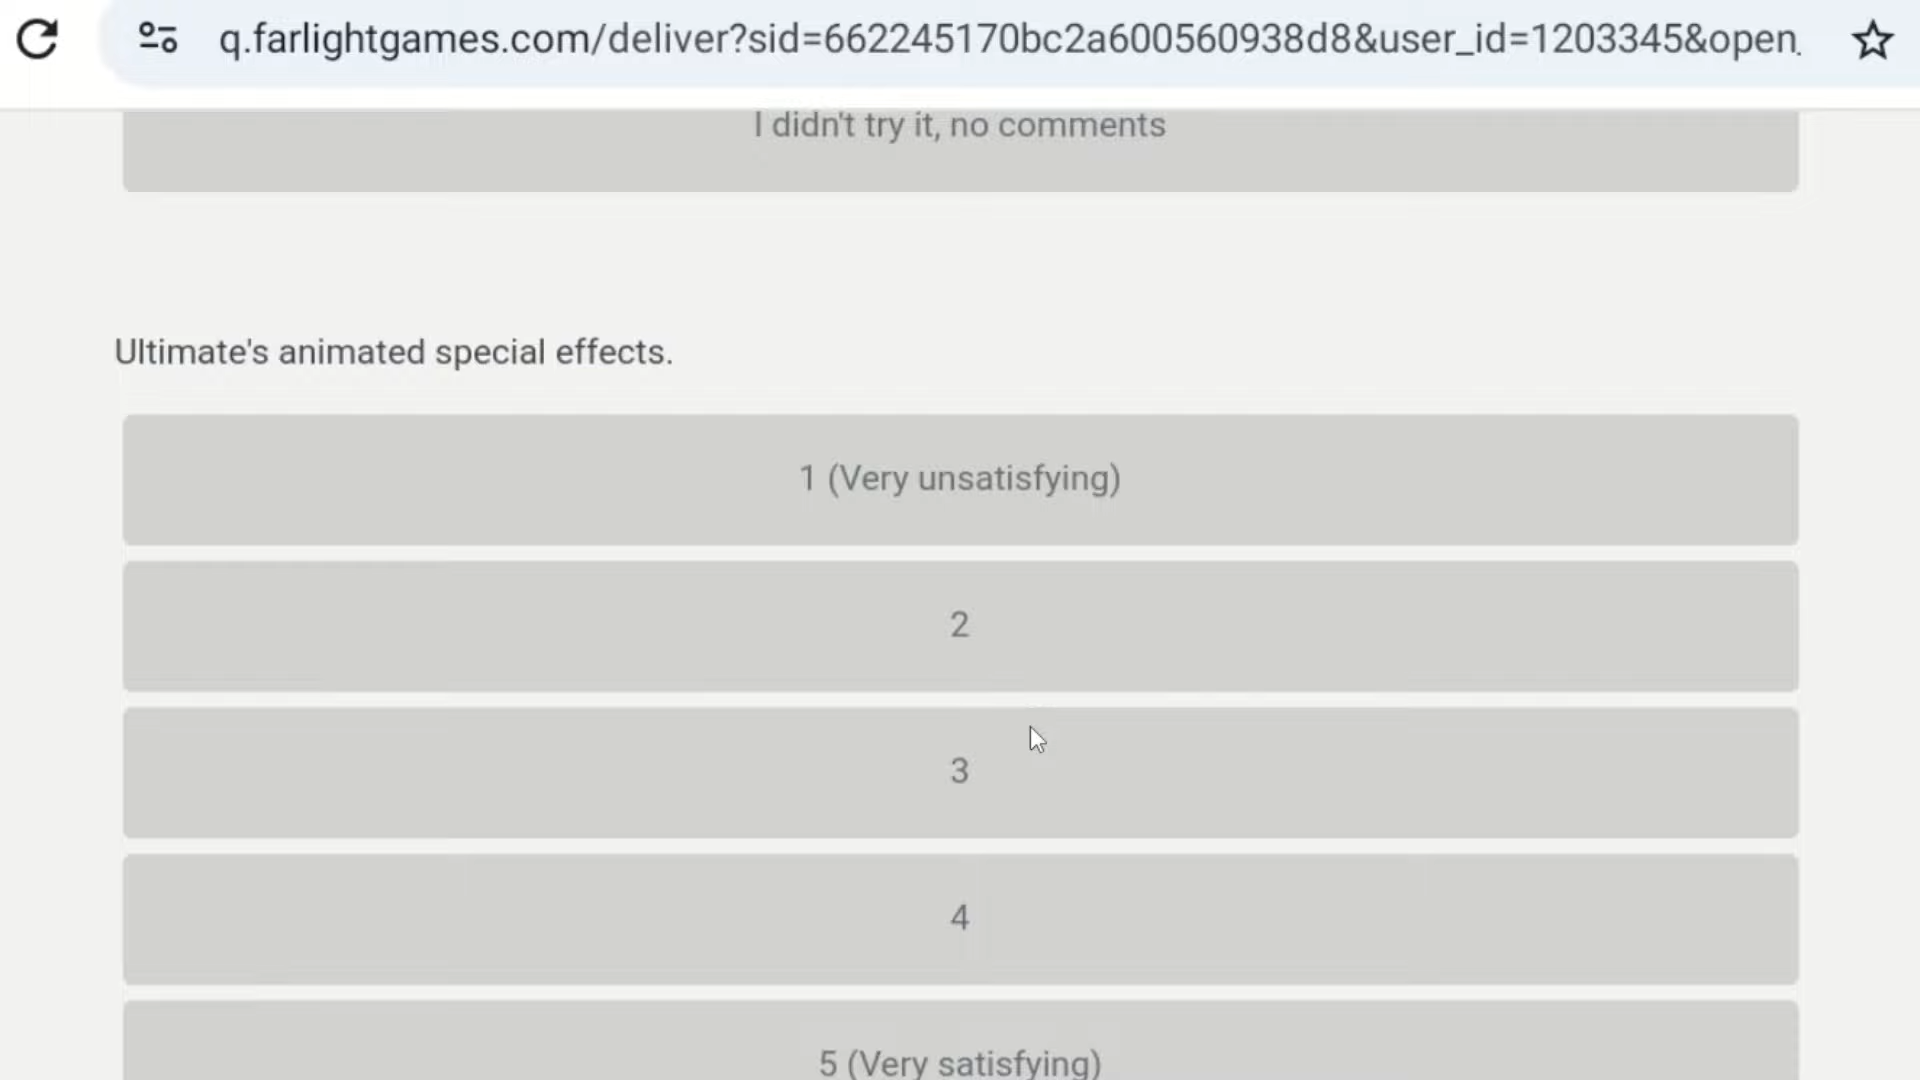 q.farlightgames.com/deliver?sid=662245170bc2a600560938d8&user_id=1203345&open_
I didn't try it, no comments
Ultimate's animated special effects.
1 (Very unsatisfying)
2
3
4
5 (Very satisfying)